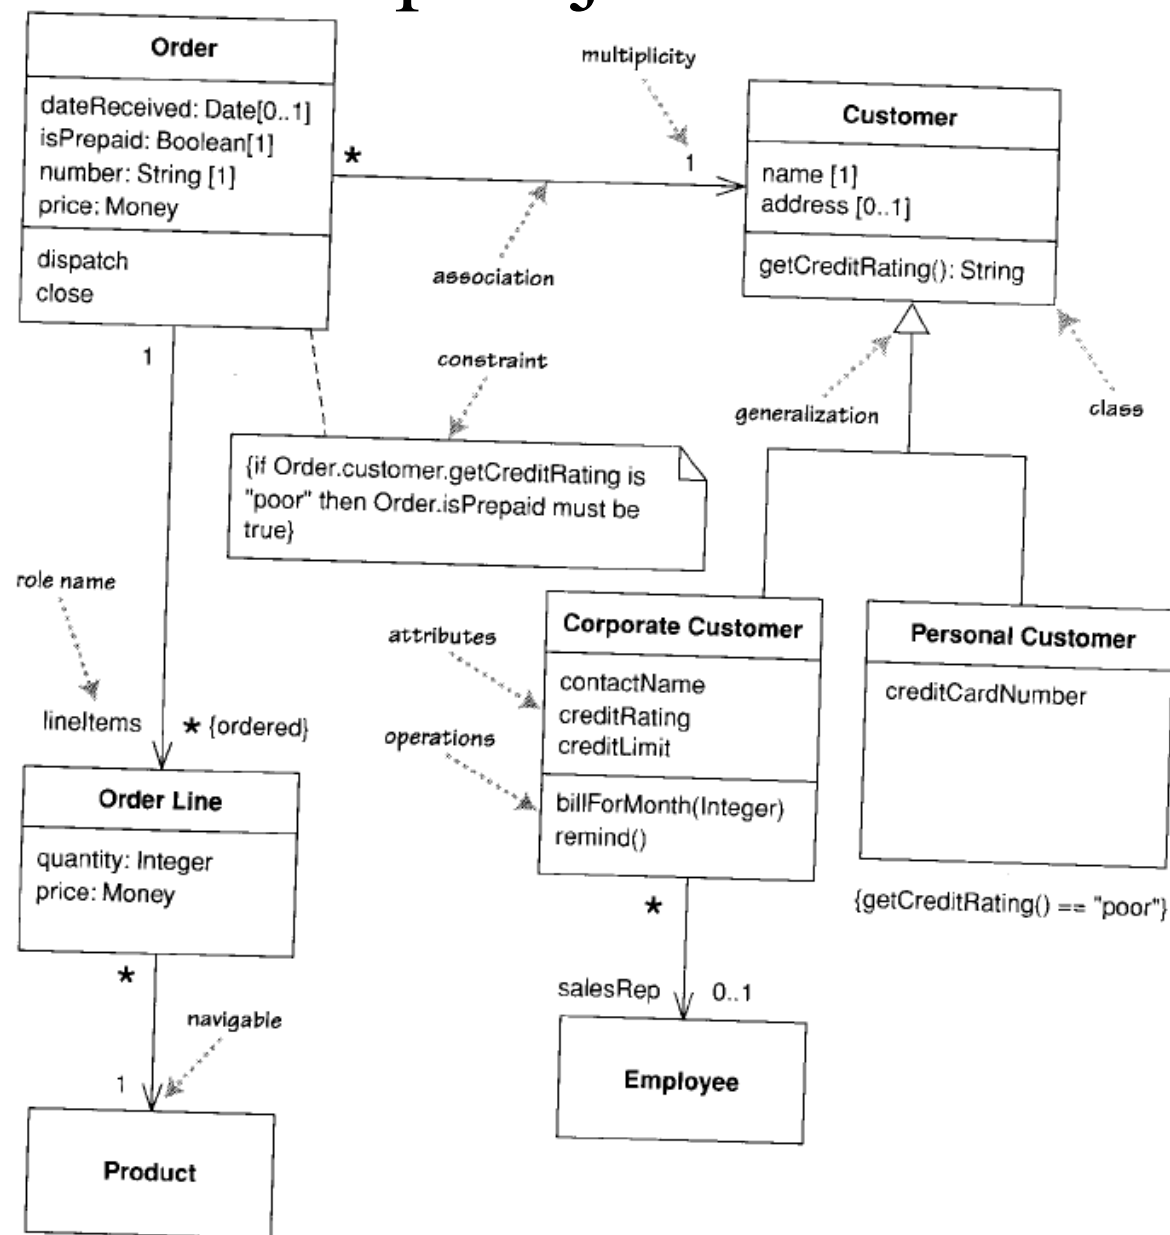 Order
dateReceived: Date[0..1]
isPrepaid: Boolean[1]
number: String [1]
price: Money
dispatch
close
*
1
multiplicity
association
Customer
name [1]
address [0..1]
getCreditRating(): String
1
constraint
generalization
class
{if Order.customer.getCreditRating is
"poor" then Order.isPrepaid must be
true}
role name
lineItems
* {ordered}
attributes
operations
Corporate Customer
contactName
creditRating
creditLimit
billForMonth(Integer)
remind()
Personal Customer
creditCardNumber
{getCreditRating() == "poor"}
Order Line
quantity: Integer
price: Money
*
navigable
1
Product
*
salesRep 0..1
Employee